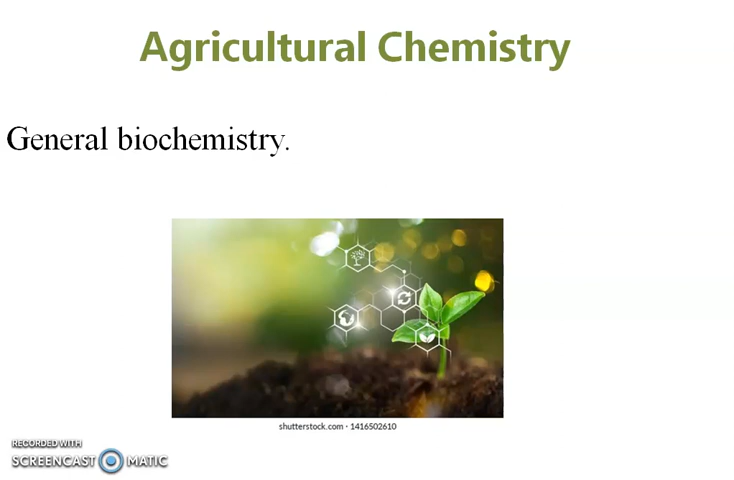 Agricultural Chemistry
General biochemistry.
shutterstock.com · 1416502610
RECORDED WITH
SCREENCAST MATIC